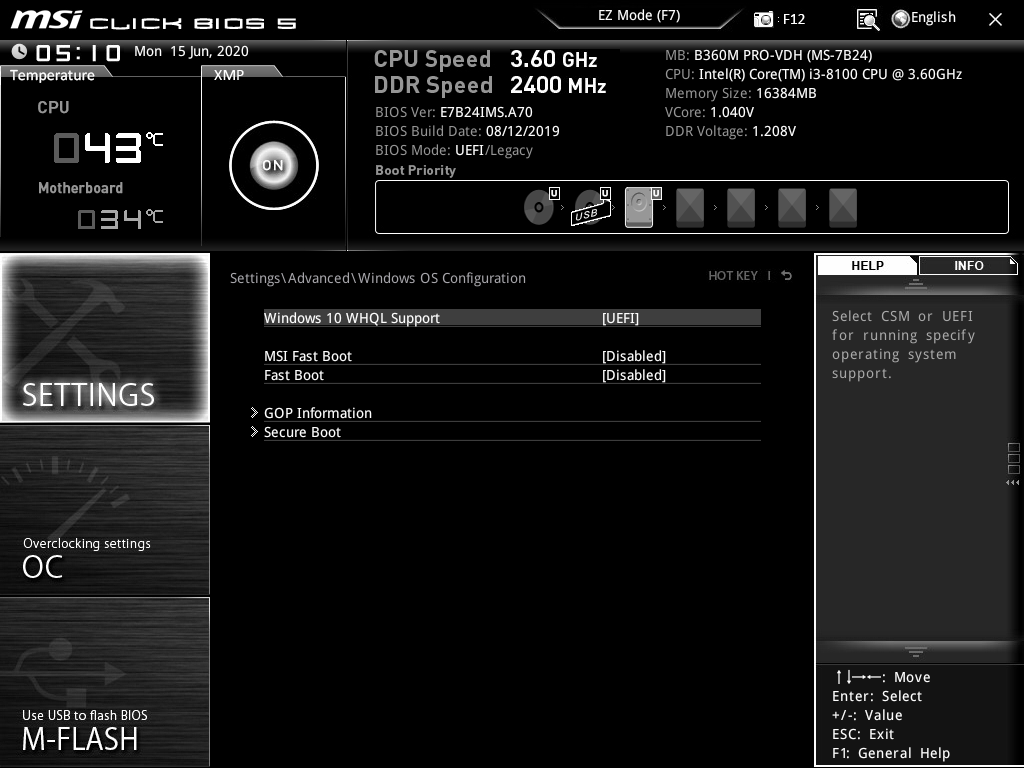 msi CLICK BIOS 5
EZ Mode (F7)
: F12
English
05:10 Mon 15 Jun, 2020
Temperature
CPU
043°C
Motherboard
034°C
XMP
ON
CPU Speed 3.60 GHz
DDR Speed 2400 MHz
BIOS Ver: E7B24IMS.A70
BIOS Build Date: 08/12/2019
BIOS Mode: UEFI/Legacy
MB: B360M PRO-VDH (MS-7B24)
CPU: Intel(R) Core(TM) i3-8100 CPU @ 3.60GHz
Memory Size: 16384MB
VCore: 1.040V
DDR Voltage: 1.208V
Boot Priority
U U U
USB
SETTINGS
Overclocking settings
OC
Use USB to flash BIOS
M-FLASH
Settings\Advanced\Windows OS Configuration
HOT KEY |
Windows 10 WHQL Support [UEFI]
MSI Fast Boot [Disabled]
Fast Boot [Disabled]
> GOP Information
> Secure Boot
HELP INFO
Select CSM or UEFI
for running specify
operating system
support.
↑↓→←: Move
Enter: Select
+/-: Value
ESC: Exit
F1: General Help